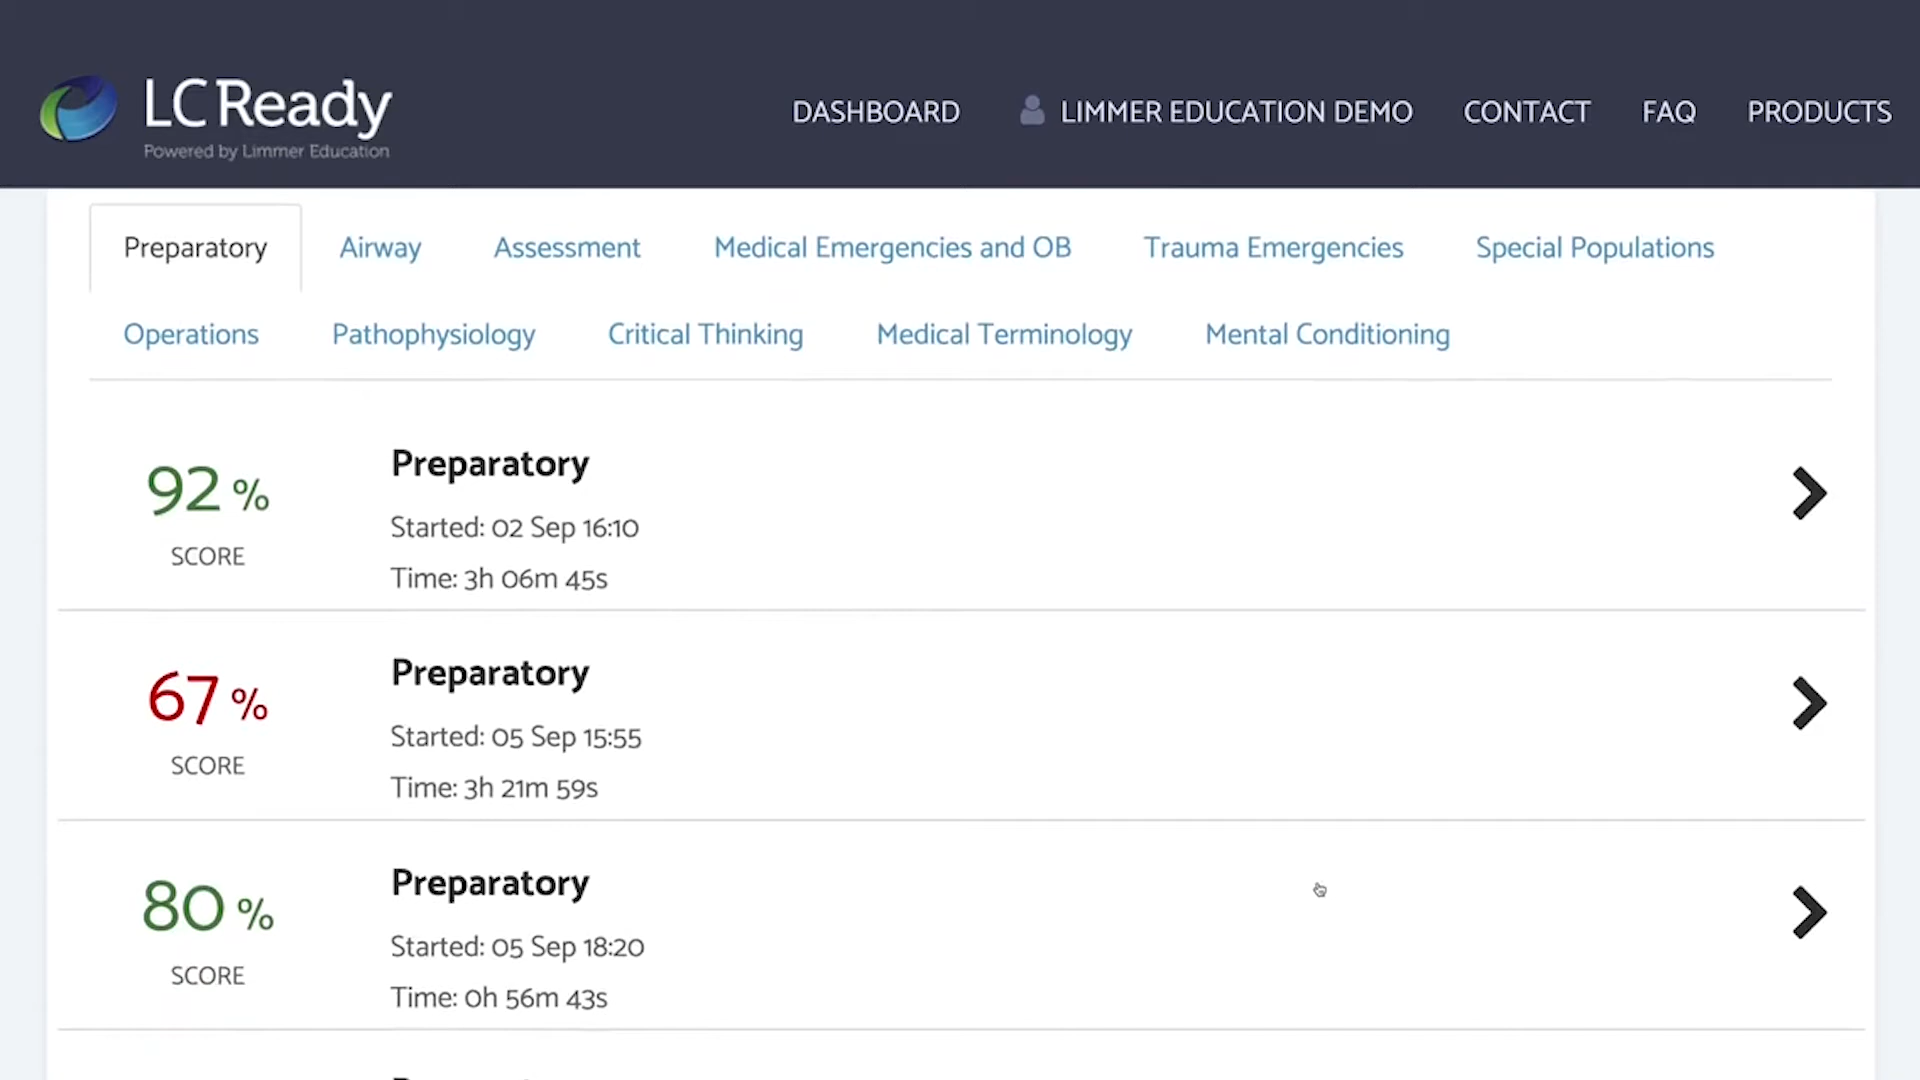 LC Ready
Powered by Limmer Education
DASHBOARD LIMMER EDUCATION DEMO CONTACT FAQ PRODUCTS
Preparatory Airway Assessment Medical Emergencies and OB Trauma Emergencies Special Populations
Operations Pathophysiology Critical Thinking Medical Terminology Mental Conditioning
92 %
SCORE
Preparatory
Started: 02 Sep 16:10
Time: 3h 06m 45s
67 %
SCORE
Preparatory
Started: 05 Sep 15:55
Time: 3h 21m 59s
80 %
SCORE
Preparatory
Started: 05 Sep 18:20
Time: 0h 56m 43s